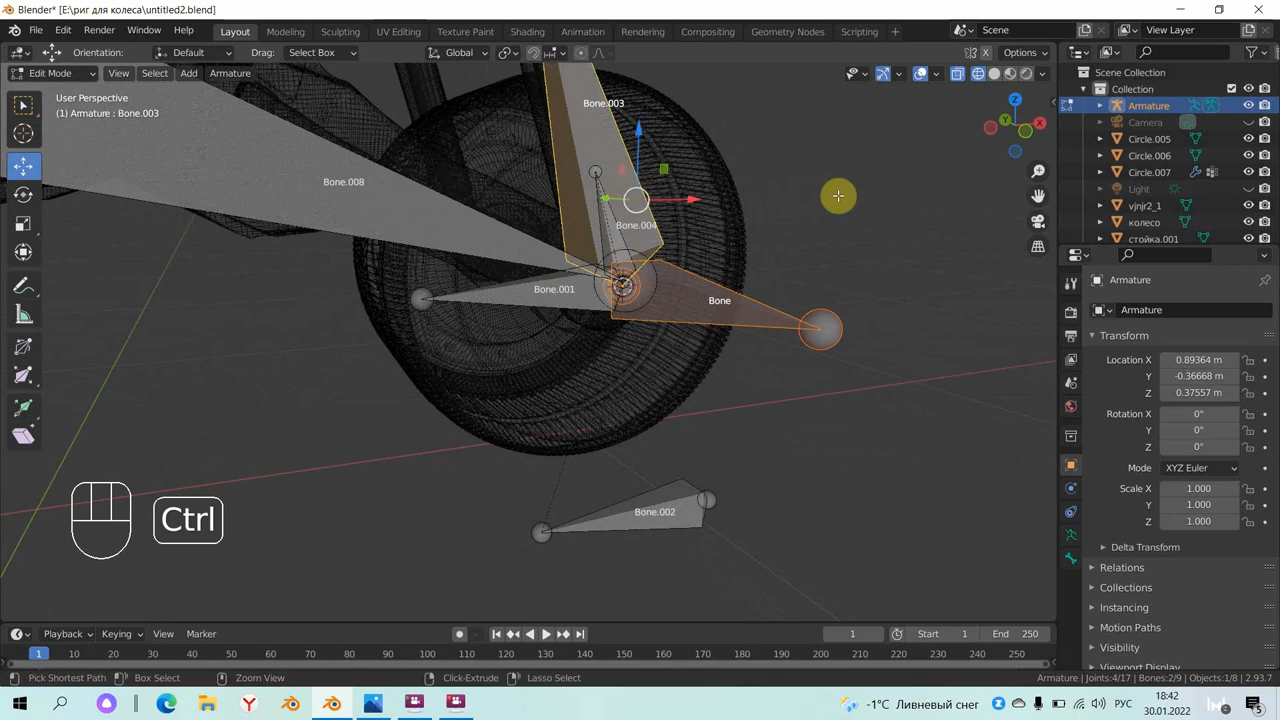 Blender* [E:\риг для колеса\untitled2.blend]
File Edit Render Window Help Layout Modeling Sculpting UV Editing Texture Paint Shading Animation Rendering Compositing Geometry Nodes Scripting + Scene View Layer
Orientation: Default Drag: Select Box Global Options
Edit Mode View Select Add Armature
User Perspective
(1) Armature : Bone.003
Bone.003
Bone.008
Bone.004
Bone.001
Bone
Bone.002
Ctrl
Z
Y
X
Scene Collection
Collection
Armature
Camera
Circle.005
Circle.006
Circle.007
Light
vjnjr2_1
колесо
стойка.001
Armature
Armature
Transform
Location X 0.89364 m
Y -0.36668 m
Z 0.37557 m
Rotation X 0°
Y 0°
Z 0°
Mode XYZ Euler
Scale X 1.000
Y 1.000
Z 1.000
Delta Transform
Relations
Collections
Instancing
Motion Paths
Visibility
Viewport Display
Playback Keying View Marker 1 Start 1 End 250
1 10 20 30 40 50 60 70 80 90 100 110 120 130 140 150 160 170 180 190 200 210 220 230 240 250
Pick Shortest Path Box Select Zoom View Click-Extrude Lasso Select Armature | Joints:4/17 | Bones:2/9 | Objects:1/8 | 2.93.7
-1°C Ливневый снег РУС 18:42
30.01.2022 5